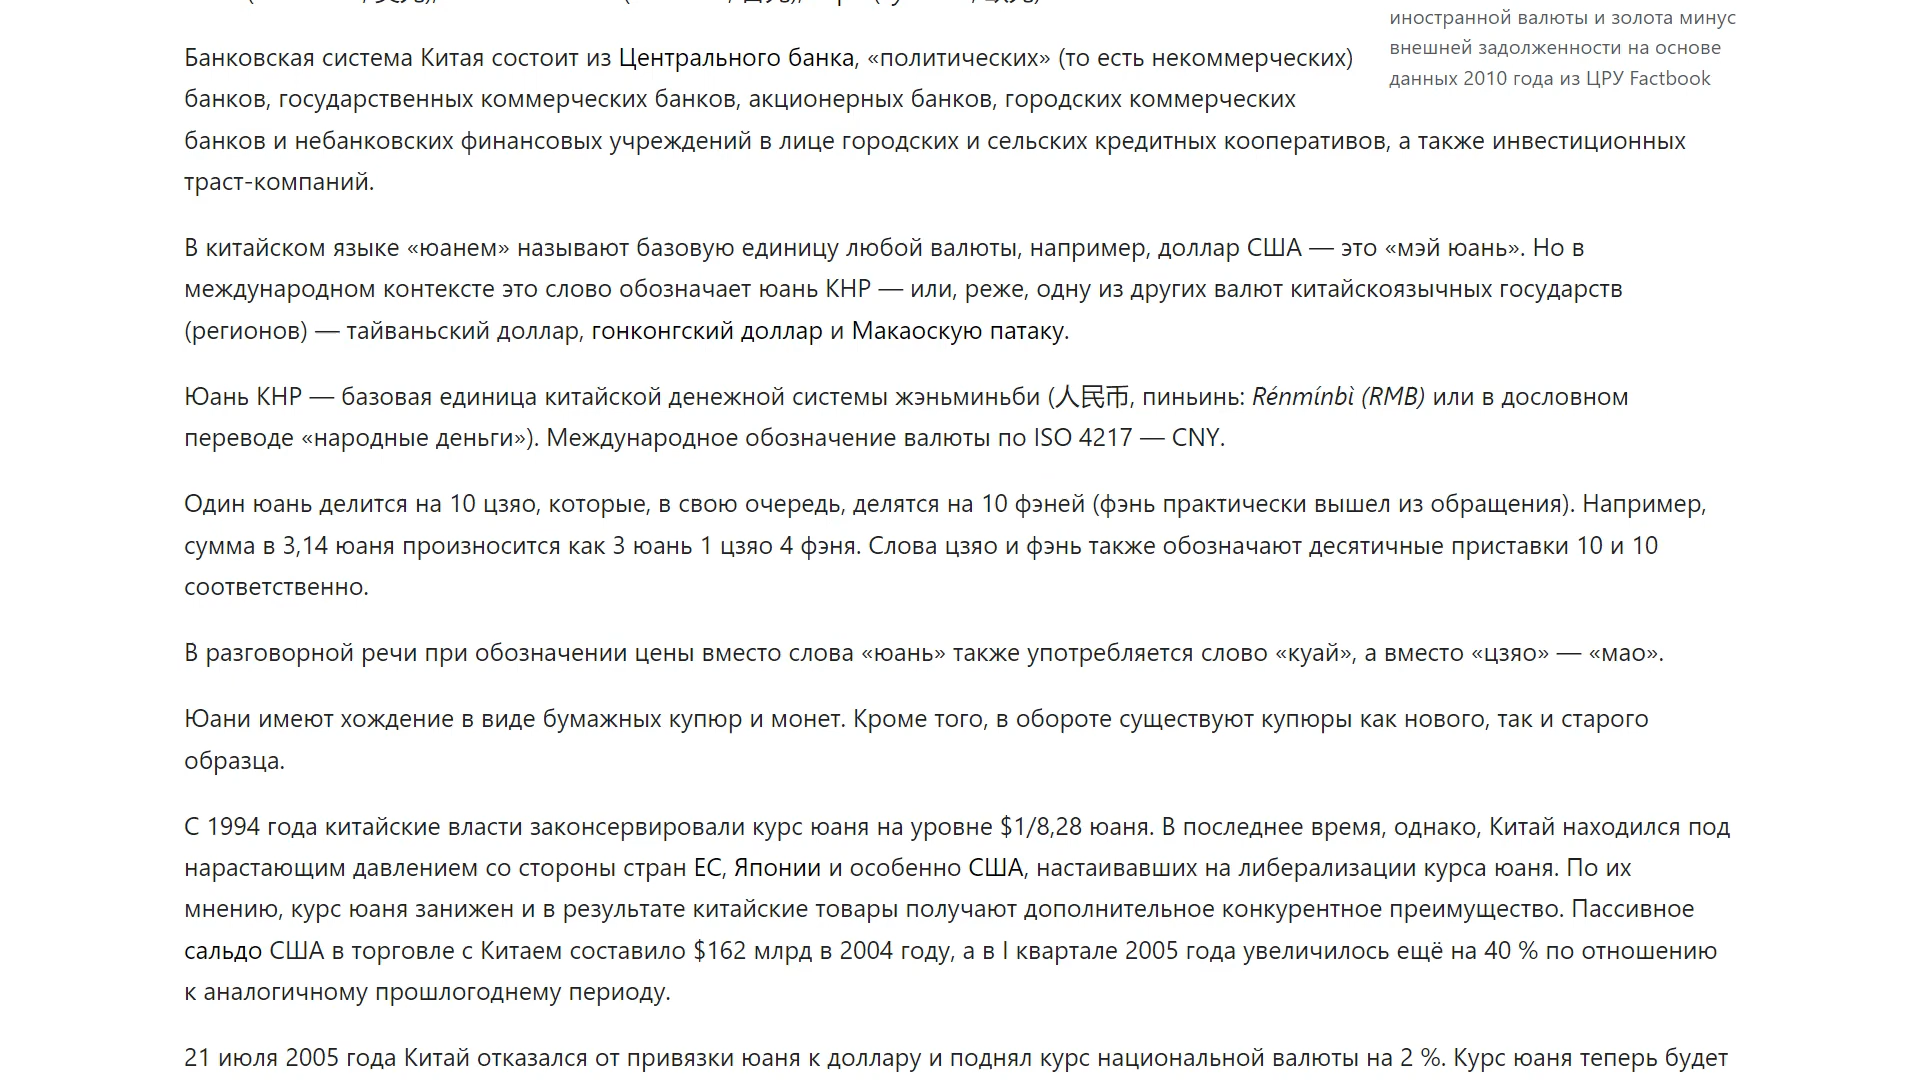 иностранной валюты и золота минус
внешней задолженности на основе
данных 2010 года из ЦРУ Factbook
Банковская система Китая состоит из Центрального банка, «политических» (то есть некоммерческих)
банков, государственных коммерческих банков, акционерных банков, городских коммерческих
банков и небанковских финансовых учреждений в лице городских и сельских кредитных кооперативов, а также инвестиционных
траст-компаний.
В китайском языке «юанем» называют базовую единицу любой валюты, например, доллар США — это «мэй юань». Но в
международном контексте это слово обозначает юань КНР — или, реже, одну из других валют китайскоязычных государств
(регионов) — тайваньский доллар, гонконгский доллар и Макаоскую патаку.
Юань КНР — базовая единица китайской денежной системы жэньминьби (人民币, пиньинь: Rénmínbì (RMB) или в дословном
переводе «народные деньги»). Международное обозначение валюты по ISO 4217 — CNY.
Один юань делится на 10 цзяо, которые, в свою очередь, делятся на 10 фэней (фэнь практически вышел из обращения). Например,
сумма в 3,14 юаня произносится как 3 юань 1 цзяо 4 фэня. Слова цзяо и фэнь также обозначают десятичные приставки 10 и 10
соответственно.
В разговорной речи при обозначении цены вместо слова «юань» также употребляется слово «куай», а вместо «цзяо» — «мао».
Юани имеют хождение в виде бумажных купюр и монет. Кроме того, в обороте существуют купюры как нового, так и старого
образца.
С 1994 года китайские власти законсервировали курс юаня на уровне $1/8,28 юаня. В последнее время, однако, Китай находился под
нарастающим давлением со стороны стран ЕС, Японии и особенно США, настаивавших на либерализации курса юаня. По их
мнению, курс юаня занижен и в результате китайские товары получают дополнительное конкурентное преимущество. Пассивное
сальдо США в торговле с Китаем составило $162 млрд в 2004 году, а в I квартале 2005 года увеличилось ещё на 40 % по отношению
к аналогичному прошлогоднему периоду.
21 июля 2005 года Китай отказался от привязки юаня к доллару и поднял курс национальной валюты на 2 %. Курс юаня теперь будет